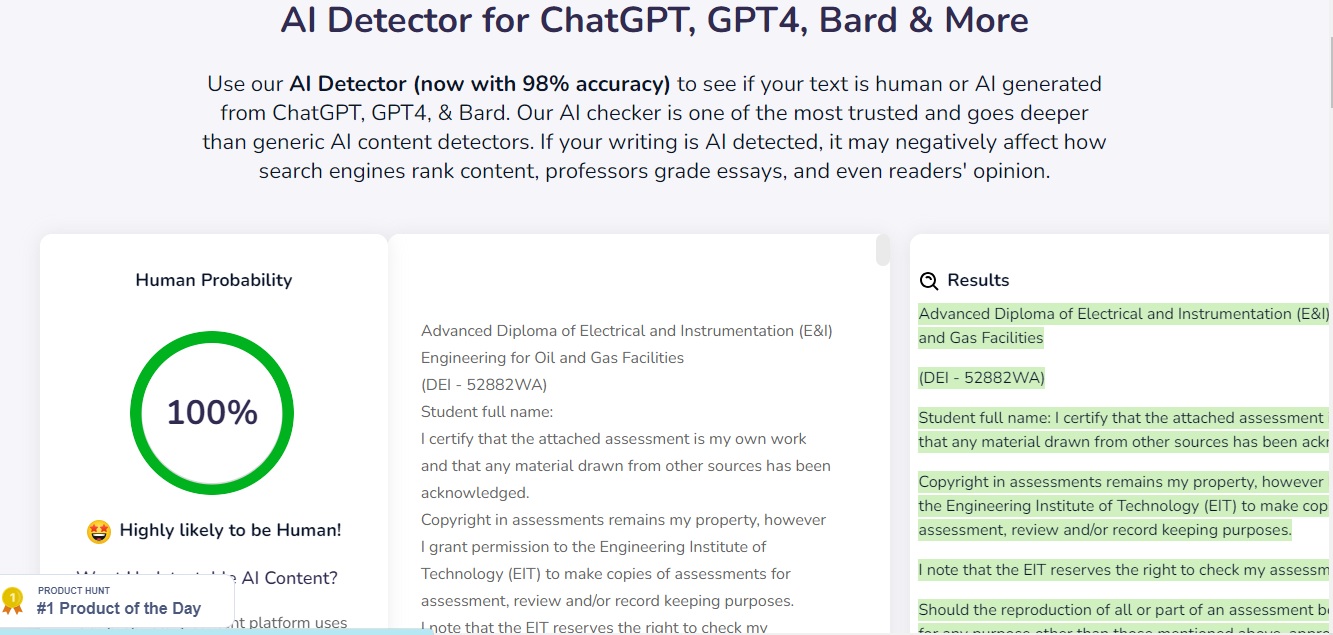 AI Detector for ChatGPT, GPT4, Bard & More
Use our AI Detector (now with 98% accuracy) to see if your text is human or AI generated
from ChatGPT, GPT4, & Bard. Our AI checker is one of the most trusted and goes deeper
than generic AI content detectors. If your writing is AI detected, it may negatively affect how
search engines rank content, professors grade essays, and even readers' opinion.
Human Probability
100%
Highly likely to be Human!
AI Content?
platform uses
PRODUCT HUNT
#1 Product of the Day
1
Advanced Diploma of Electrical and Instrumentation (E&I)
Engineering for Oil and Gas Facilities
(DEI - 52882WA)
Student full name:
I certify that the attached assessment is my own work
and that any material drawn from other sources has been
acknowledged.
Copyright in assessments remains my property, however
I grant permission to the Engineering Institute of
Technology (EIT) to make copies of assessments for
assessment, review and/or record keeping purposes.
I note that the EIT reserves the right to check my
Results
Advanced Diploma of Electrical and Instrumentation (E&I)
and Gas Facilities
(DEI - 52882WA)
Student full name: I certify that the attached assessment
that any material drawn from other sources has been
Copyright in assessments remains my property, however
the Engineering Institute of Technology (EIT) to make
assessment, review and/or record keeping purposes.
I note that the EIT reserves the right to check my
Should the reproduction of all or part of an assessment
for any purpose other than those mentioned above,